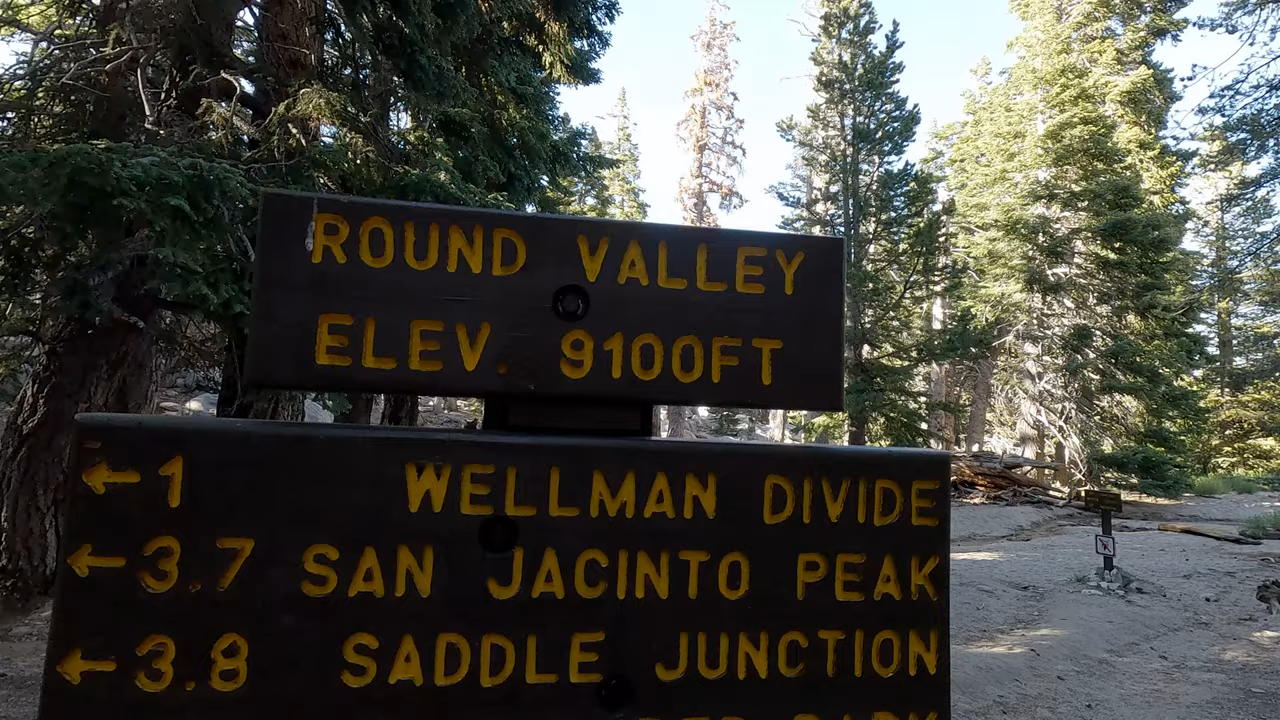 ROUND VALLEY
ELEV. 9100FT
← 1 WELLMAN DIVIDE
← 3.7 SAN JACINTO PEAK
← 3.8 SADDLE JUNCTION